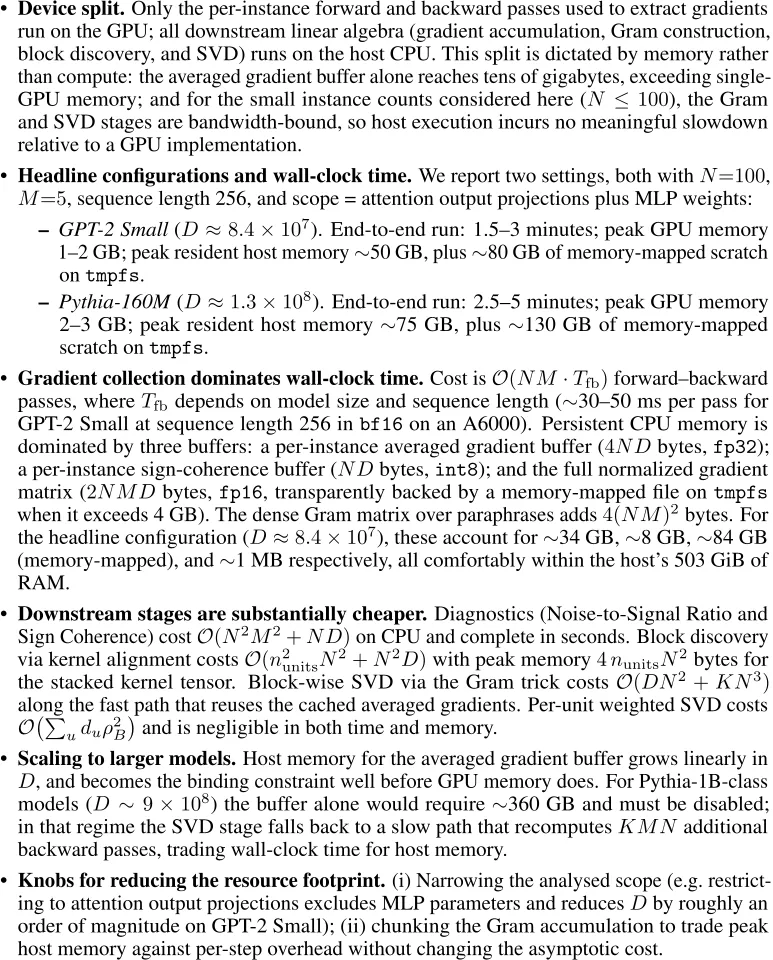 • Device split. Only the per-instance forward and backward passes used to extract gradients
run on the GPU; all downstream linear algebra (gradient accumulation, Gram construction,
block discovery, and SVD) runs on the host CPU. This split is dictated by memory rather
than compute: the averaged gradient buffer alone reaches tens of gigabytes, exceeding single-
GPU memory; and for the small instance counts considered here (N ≤ 100), the Gram
and SVD stages are bandwidth-bound, so host execution incurs no meaningful slowdown
relative to a GPU implementation.
• Headline configurations and wall-clock time. We report two settings, both with N=100,
M=5, sequence length 256, and scope = attention output projections plus MLP weights:
– GPT-2 Small (D ≈ 8.4 × 10⁷). End-to-end run: 1.5–3 minutes; peak GPU memory
1–2 GB; peak resident host memory ∼50 GB, plus ∼80 GB of memory-mapped scratch
on tmpfs.
– Pythia-160M (D ≈ 1.3 × 10⁸). End-to-end run: 2.5–5 minutes; peak GPU memory
2–3 GB; peak resident host memory ∼75 GB, plus ∼130 GB of memory-mapped
scratch on tmpfs.
• Gradient collection dominates wall-clock time. Cost is O(NM · T_fb) forward–backward
passes, where T_fb depends on model size and sequence length (∼30–50 ms per pass for
GPT-2 Small at sequence length 256 in bf16 on an A6000). Persistent CPU memory is
dominated by three buffers: a per-instance averaged gradient buffer (4ND bytes, fp32);
a per-instance sign-coherence buffer (ND bytes, int8); and the full normalized gradient
matrix (2NMD bytes, fp16, transparently backed by a memory-mapped file on tmpfs
when it exceeds 4 GB). The dense Gram matrix over paraphrases adds 4(NM)² bytes. For
the headline configuration (D ≈ 8.4 × 10⁷), these account for ∼34 GB, ∼8 GB, ∼84 GB
(memory-mapped), and ∼1 MB respectively, all comfortably within the host's 503 GiB of
RAM.
• Downstream stages are substantially cheaper. Diagnostics (Noise-to-Signal Ratio and
Sign Coherence) cost O(N²M² + ND) on CPU and complete in seconds. Block discovery
via kernel alignment costs O(n²_units N² + N²D) with peak memory 4 n_units N² bytes for
the stacked kernel tensor. Block-wise SVD via the Gram trick costs O(DN² + KN³)
along the fast path that reuses the cached averaged gradients. Per-unit weighted SVD costs
O(∑_u d_u ρ²_B) and is negligible in both time and memory.
• Scaling to larger models. Host memory for the averaged gradient buffer grows linearly in
D, and becomes the binding constraint well before GPU memory does. For Pythia-1B-class
models (D ∼ 9 × 10⁸) the buffer alone would require ∼360 GB and must be disabled;
in that regime the SVD stage falls back to a slow path that recomputes KMN additional
backward passes, trading wall-clock time for host memory.
• Knobs for reducing the resource footprint. (i) Narrowing the analysed scope (e.g. restrict-
ing to attention output projections excludes MLP parameters and reduces D by roughly an
order of magnitude on GPT-2 Small); (ii) chunking the Gram accumulation to trade peak
host memory against per-step overhead without changing the asymptotic cost.